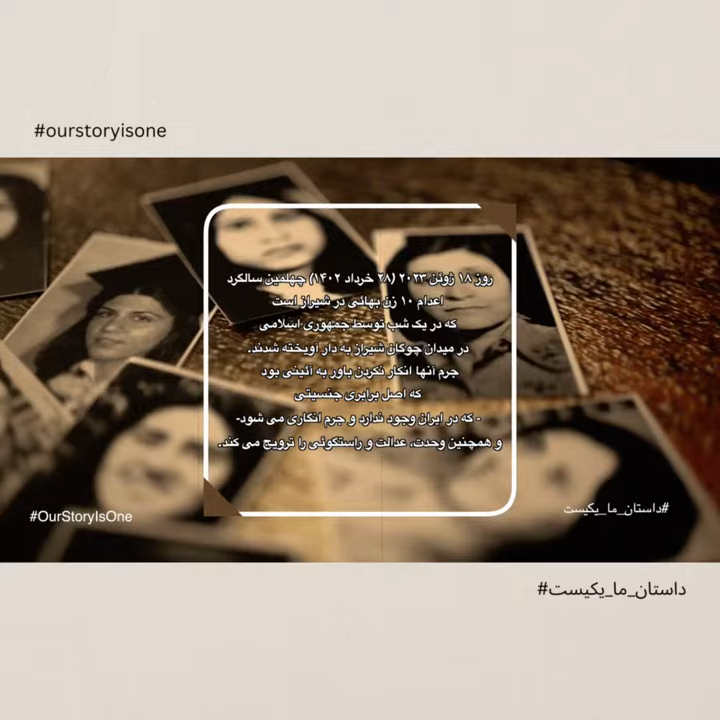 #ourstoryisone
روز ۱۸ ژوئن ۲۰۲۳ (۲۸ خرداد ۱۴۰۲) چهلمین سالگرد
اعدام ۱۰ زن بهائی در شیراز است
که در یک شب توسط جمهوری اسلامی
در میدان چوگان شیراز به دار آویخته شدند.
جرم آنها انکار نکردن باور به آئینی بود
که اصل برابری جنسیتی
- که در ایران وجود ندارد و جرم انگاری می شود-
و همچنین وحدت، عدالت و راستگوئی را ترویج می کند.
#داستان_ما_یکیست
#OurStoryIsOne
#داستان_ما_یکیست